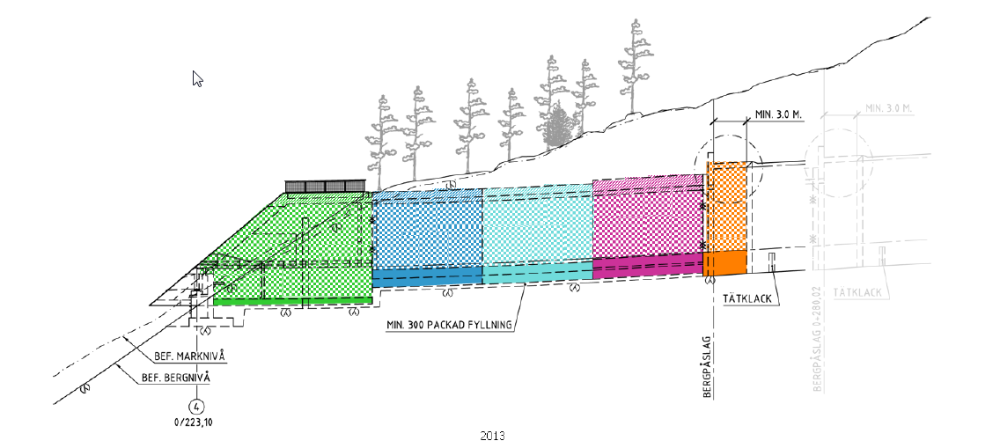 MIN. 3.0 M.
MIN. 3.0 M.
TÄTKLACK
TÄTKLACK
MIN. 300 PACKAD FYLLNING
BERGPÅSLAG
BERGPÅSLAG 0-280,02
BEF. MARKNIVÅ
BEF. BERGNIVÅ
4
0/223,10
2013